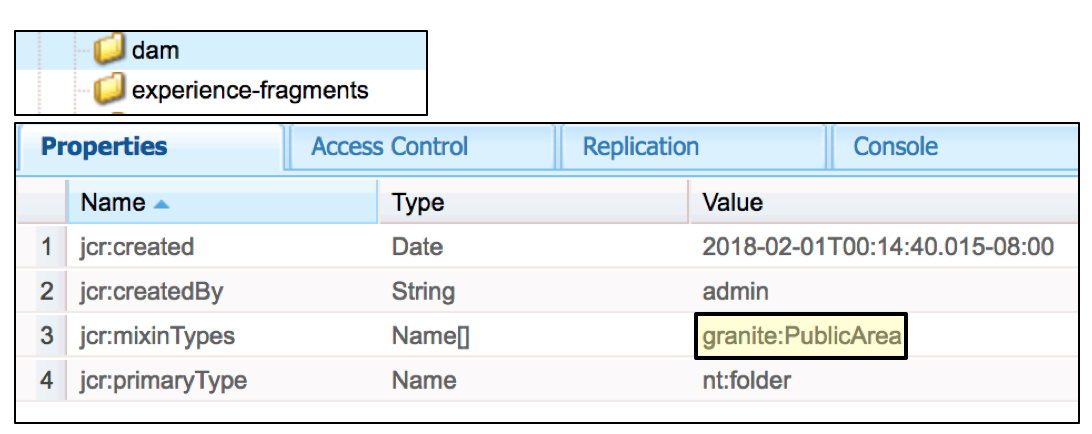 dam
experience-fragments
Properties Access Control Replication Console
Name Type Value
1 jcr:created Date 2018-02-01T00:14:40.015-08:00
2 jcr:createdBy String admin
3 jcr:mixinTypes Name[] granite:PublicArea
4 jcr:primaryType Name nt:folder